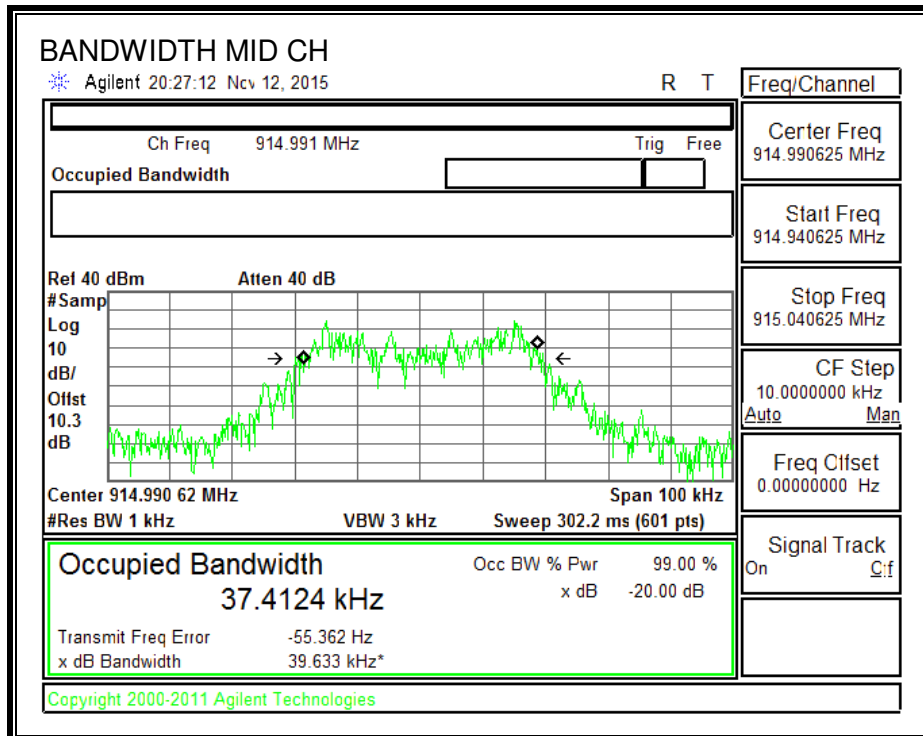 BANDWIDTH MID CH
Agilent 20:27:12 Nov 12, 2015 R T
Freq/Channel
Ch Freq 914.991 MHz Trig Free
Occupied Bandwidth
Center Freq
914.990625 MHz
Start Freq
914.940625 MHz
Stop Freq
915.040625 MHz
CF Step
10.0000000 kHz
Auto Man
Freq Offset
0.00000000 Hz
Signal Track
On Off
Ref 40 dBm Atten 40 dB
#Samp
Log
10
dB/
Offst
10.3
dB
Center 914.990 62 MHz Span 100 kHz
#Res BW 1 kHz VBW 3 kHz Sweep 302.2 ms (601 pts)
Occupied Bandwidth Occ BW % Pwr 99.00 %
37.4124 kHz x dB -20.00 dB
Transmit Freq Error -55.362 Hz
x dB Bandwidth 39.633 kHz*
Copyright 2000-2011 Agilent Technologies